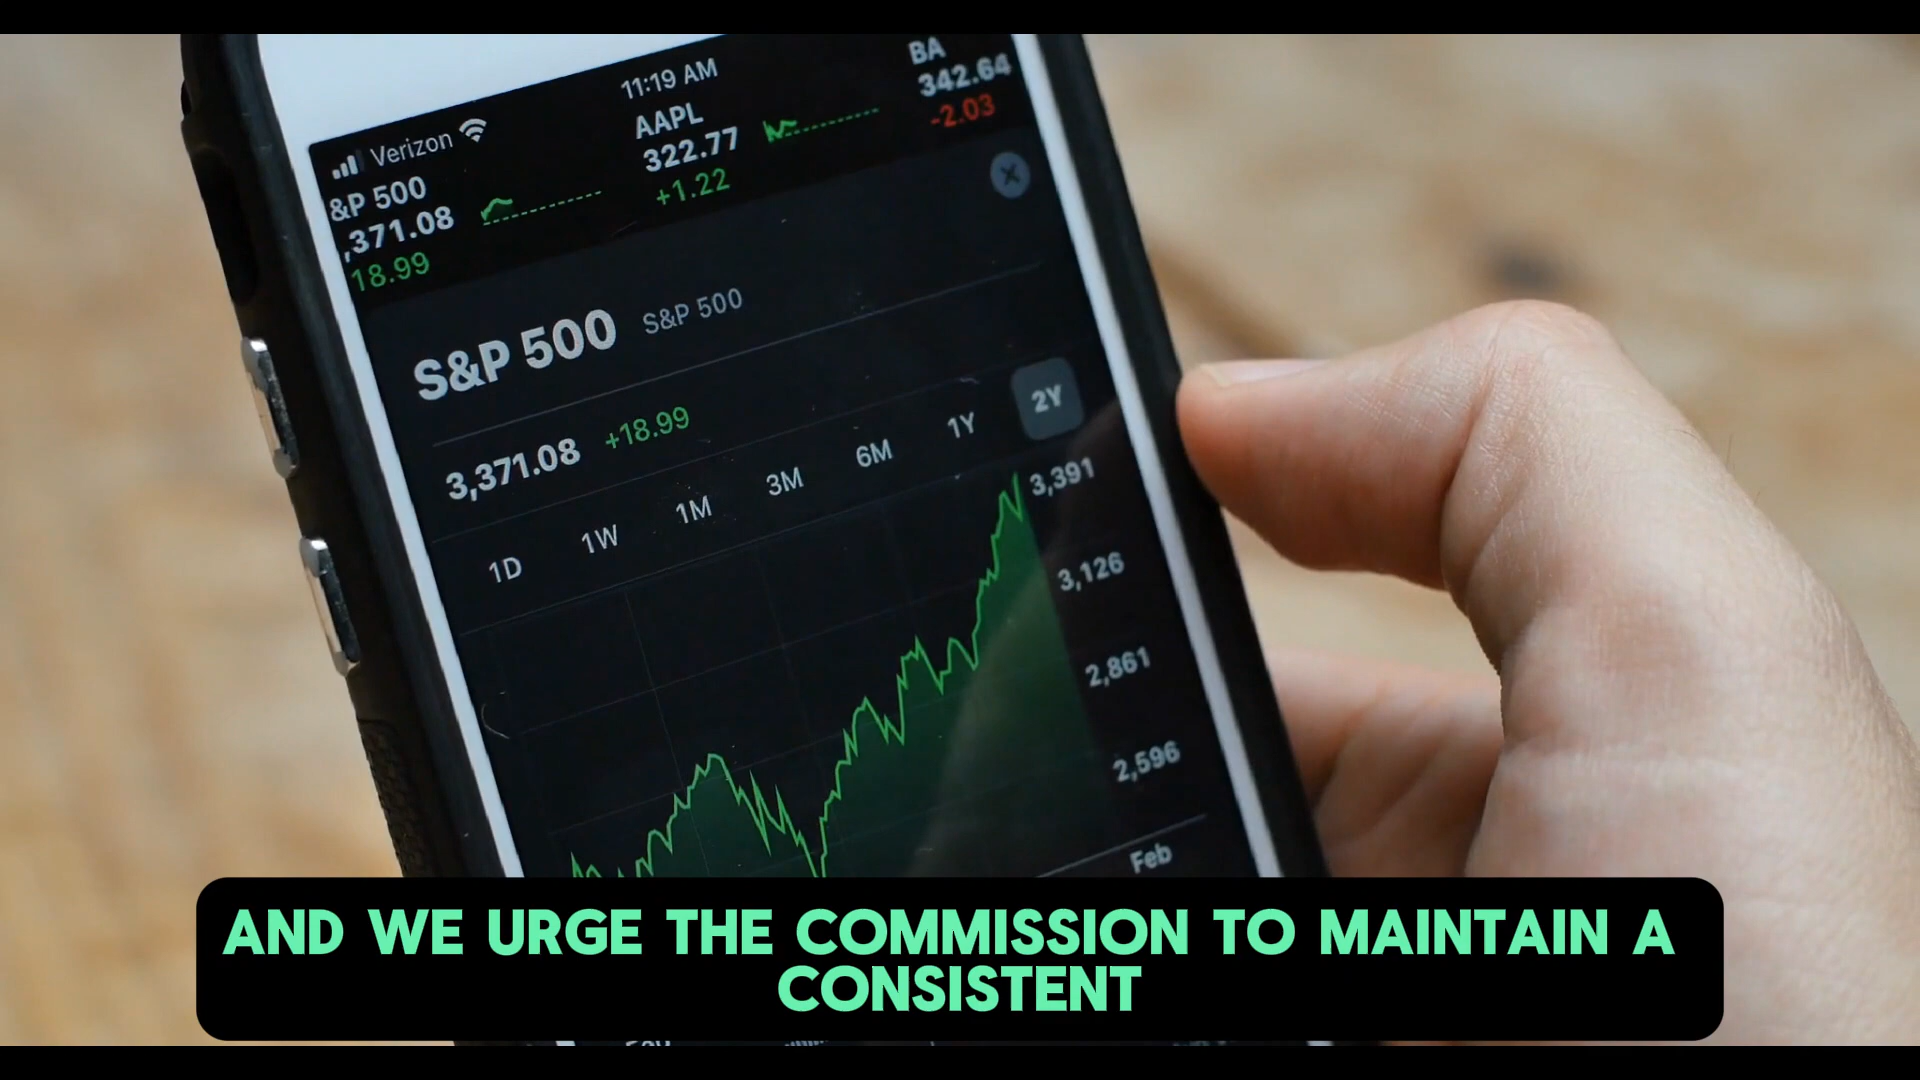 11:19 AM
Verizon
&P 500
,371.08
18.99
AAPL
322.77
+1.22
BA
342.64
-2.03
S&P 500 S&P 500
3,371.08 +18.99
1D 1W 1M 3M 6M 1Y 2Y
3,391
3,126
2,861
2,596
Feb
AND WE URGE THE COMMISSION TO MAINTAIN A
CONSISTENT